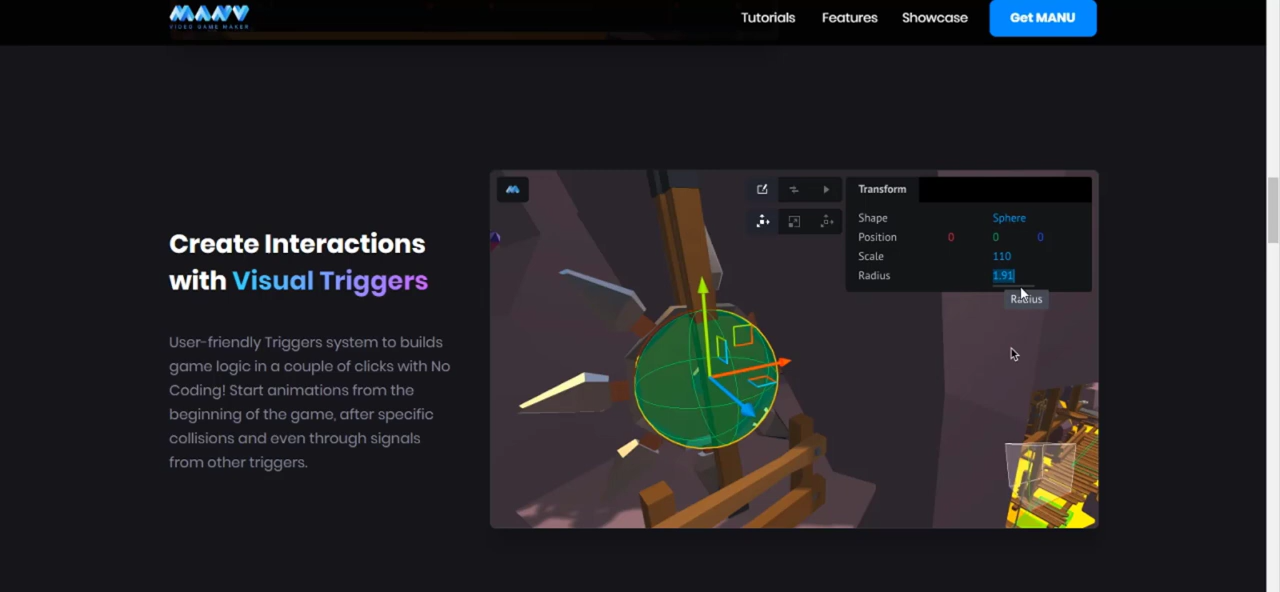 MANU
VIDEO GAME MAKER
Tutorials Features Showcase Get MANU
Create Interactions
with Visual Triggers
User-friendly Triggers system to builds
game logic in a couple of clicks with No
Coding! Start animations from the
beginning of the game, after specific
collisions and even through signals
from other triggers.
Transform
Shape Sphere
Position 0 0 0
Scale 110
Radius 1.91
Radius